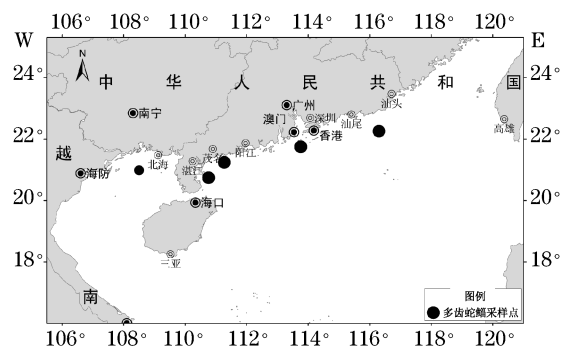 106° 108° 110° 112° 114° 116° 118° 120°
W E
N
24° 中 华 人 民 共 和 国 24°
汕头
广州
南宁
澳门 深圳 汕尾 高雄
22° 香港 22°
越 北海 茂名 阳江
湛江
海防
20° 海口 20°
18° 三亚 18°
南
图例
多齿蛇鲻采样点
106° 108° 110° 112° 114° 116° 118° 120°